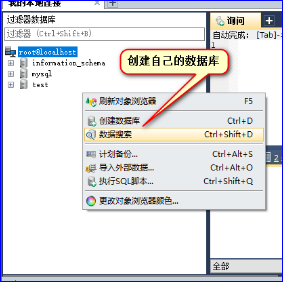 我的本地连接
过滤器数据库
过滤器 (Ctrl+Shift+B)
root@localhost
information_schema
mysql
test
询问
自动完成: [Tab]->
1
创建自己的数据库
刷新对象浏览器 F5
创建数据库 Ctrl+D
数据搜索 Ctrl+Shift+D
计划备份... Ctrl+Alt+S
导入外部数据... Ctrl+Alt+O
执行SQL脚本... Ctrl+Shift+Q
更改对象浏览器颜色...
全部